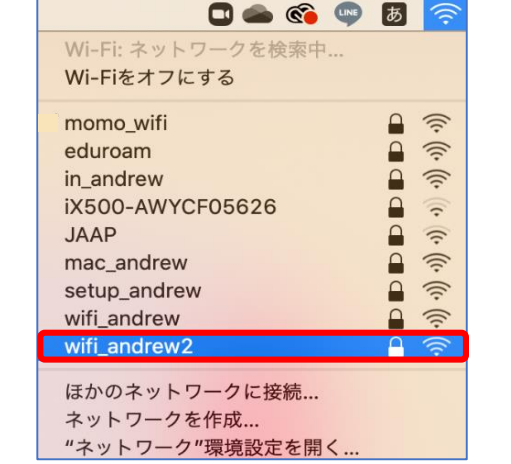 LINE あ
Wi-Fi: ネットワークを検索中...
Wi-Fiをオフにする
momo_wifi
eduroam
in_andrew
iX500-AWYCF05626
JAAP
mac_andrew
setup_andrew
wifi_andrew
wifi_andrew2
ほかのネットワークに接続...
ネットワークを作成...
“ネットワーク”環境設定を開く...